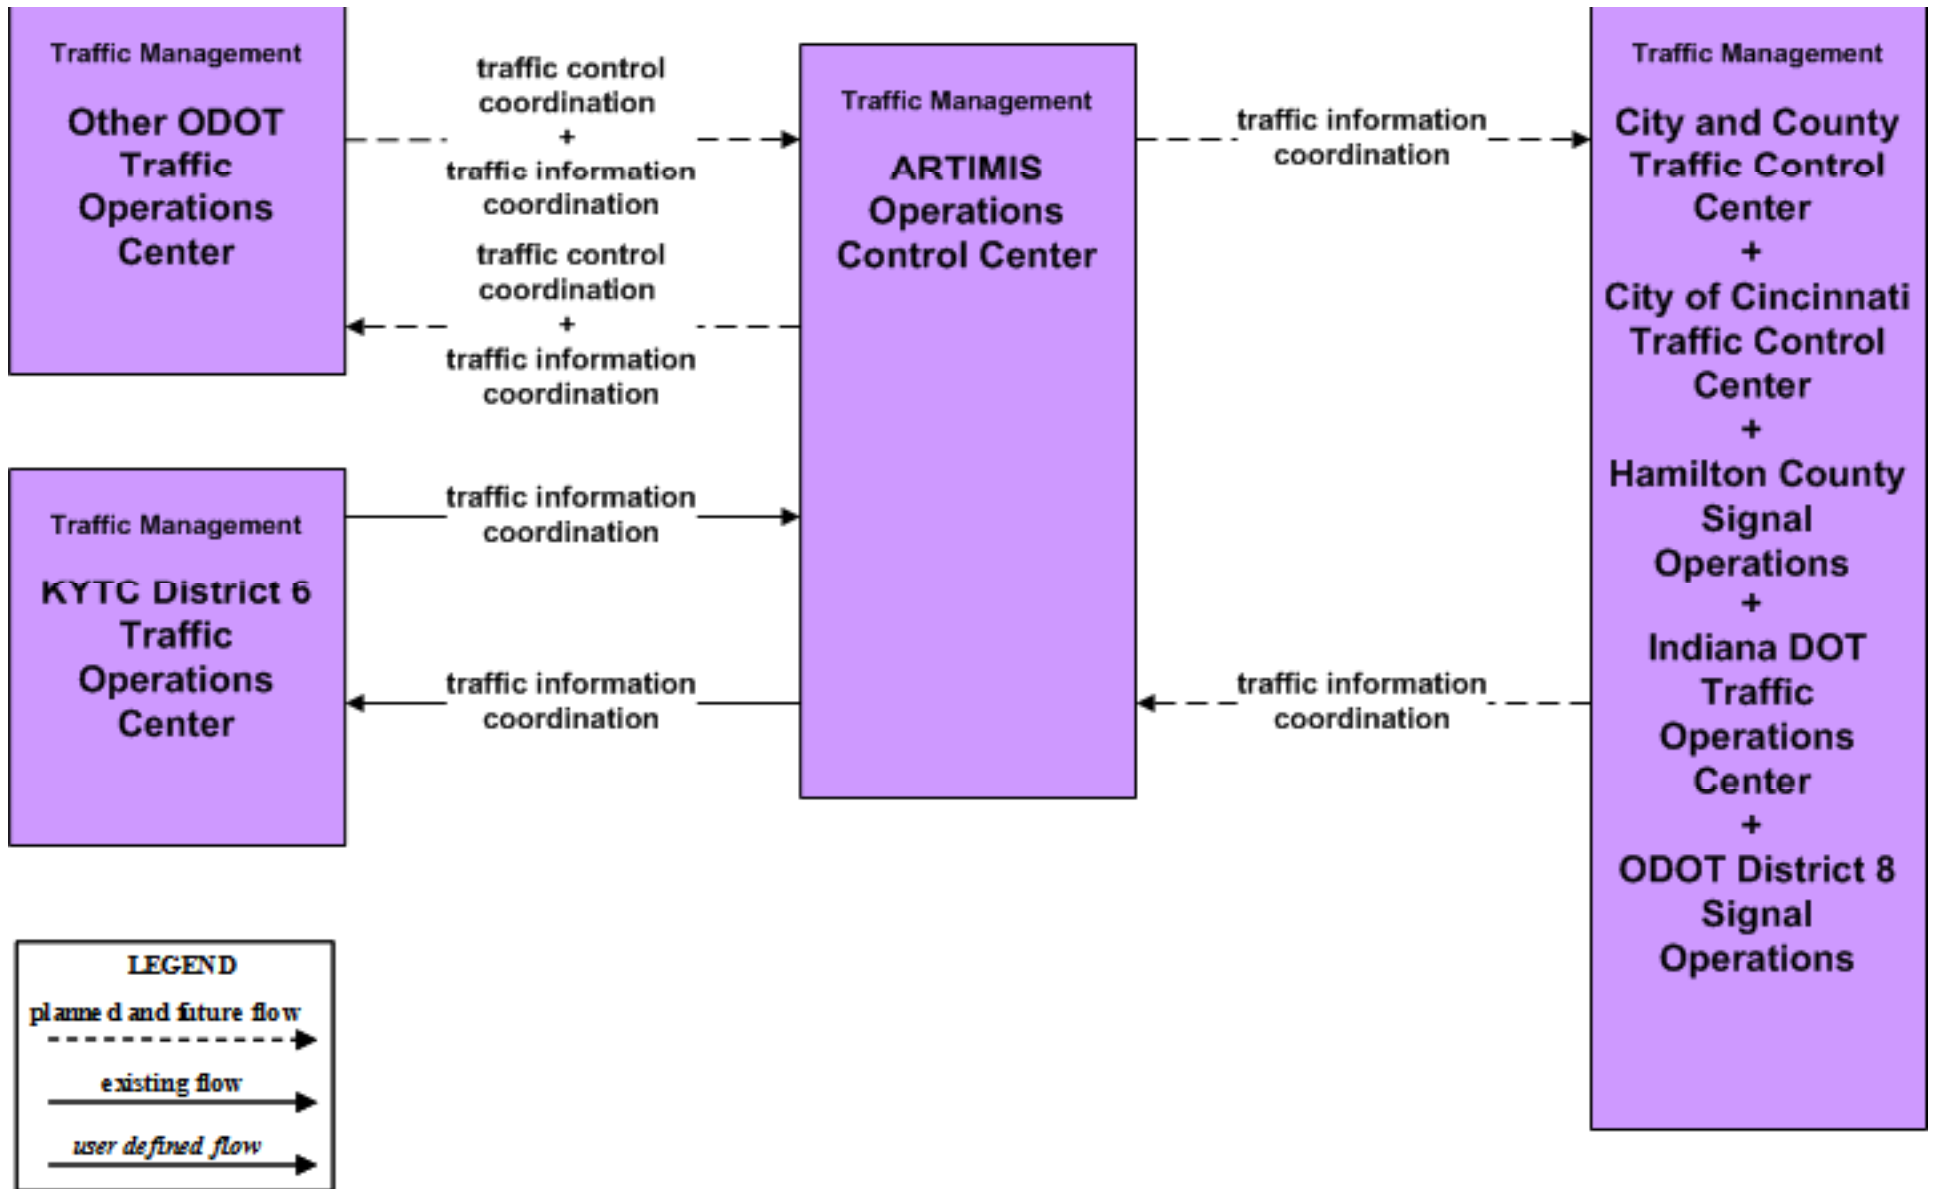 Traffic Management
Other ODOT
Traffic
Operations
Center
traffic control
coordination
+
traffic information
coordination
traffic control
coordination
+
traffic information
coordination
Traffic Management
KYTC District 6
Traffic
Operations
Center
traffic information
coordination
traffic information
coordination
Traffic Management
ARTIMIS
Operations
Control Center
traffic information
coordination
traffic information
coordination
Traffic Management
City and County
Traffic Control
Center
+
City of Cincinnati
Traffic Control
Center
+
Hamilton County
Signal
Operations
+
Indiana DOT
Traffic
Operations
Center
+
ODOT District 8
Signal
Operations
LEGEND
planned and future flow
existing flow
user defined flow